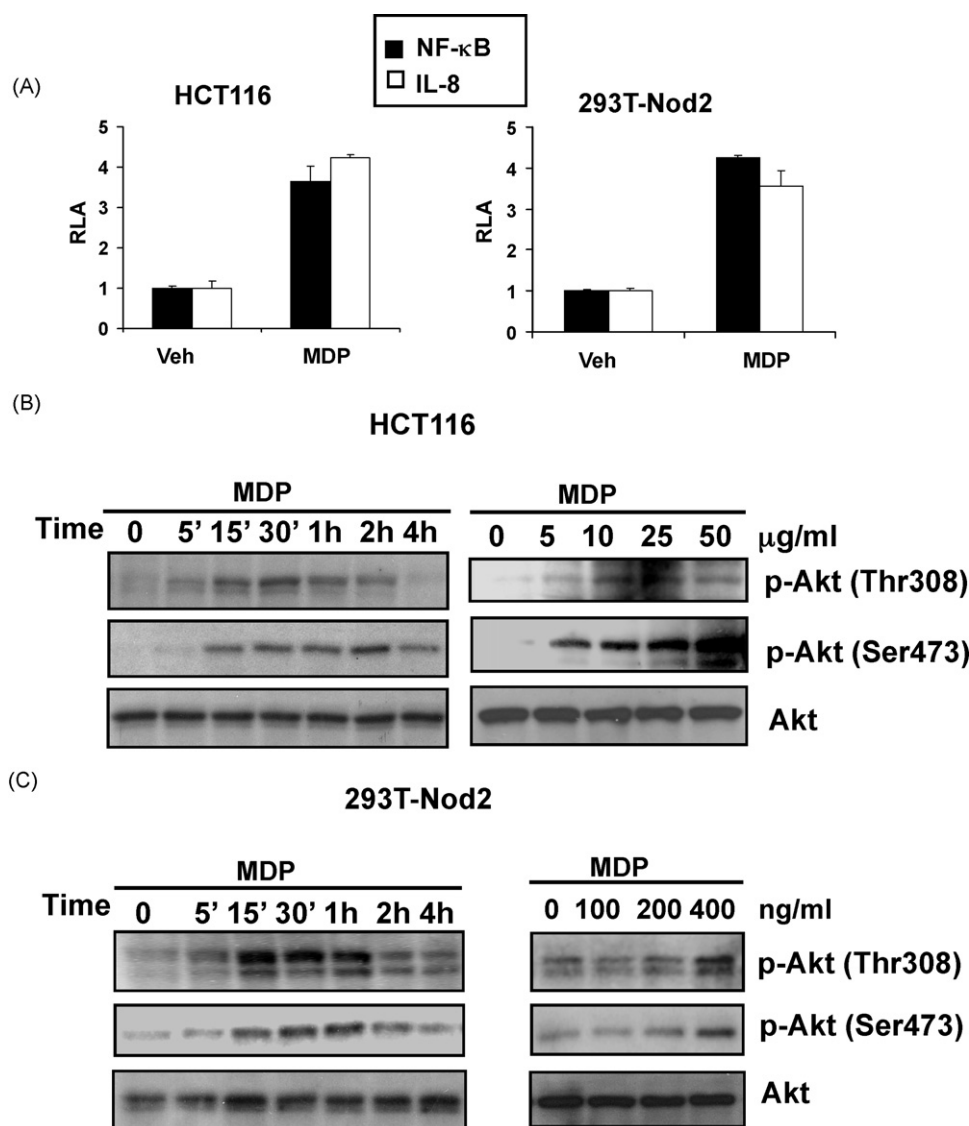 NF-κB
IL-8
(A)
HCT116
293T-Nod2
5
4
3
2
1
0
RLA
Veh MDP
5
4
3
2
1
0
RLA
Veh MDP
(B)
HCT116
MDP
Time 0 5’ 15’ 30’ 1h 2h 4h
MDP
0 5 10 25 50 μg/ml
p-Akt (Thr308)
p-Akt (Ser473)
Akt
(C)
293T-Nod2
MDP
Time 0 5’ 15’ 30’ 1h 2h 4h
MDP
0 100 200 400 ng/ml
p-Akt (Thr308)
p-Akt (Ser473)
Akt